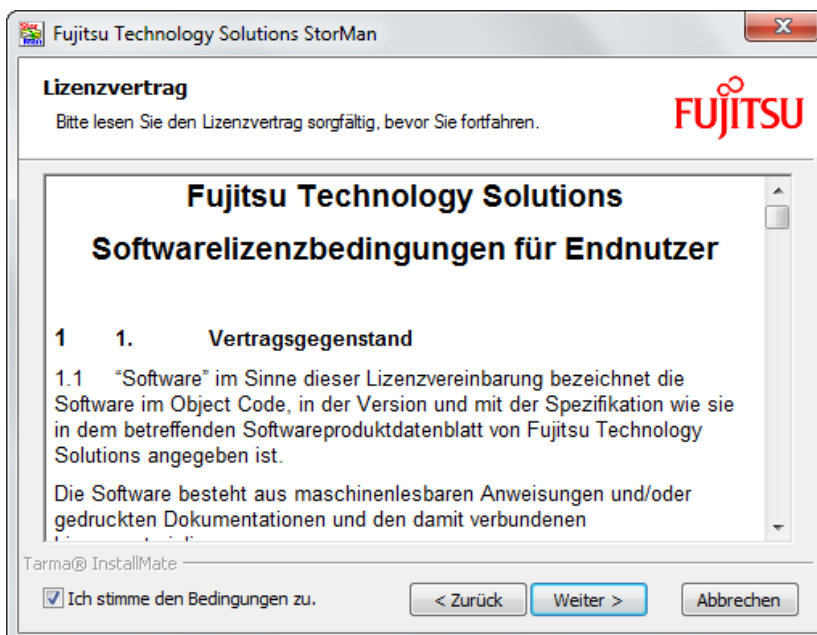 Fujitsu Technology Solutions StorMan
Lizenzvertrag
Bitte lesen Sie den Lizenzvertrag sorgfältig, bevor Sie fortfahren.
FUJITSU
Fujitsu Technology Solutions
Softwarelizenzbedingungen für Endnutzer
1 1. Vertragsgegenstand
1.1 “Software” im Sinne dieser Lizenzvereinbarung bezeichnet die
Software im Object Code, in der Version und mit der Spezifikation wie sie
in dem betreffenden Softwareproduktdatenblatt von Fujitsu Technology
Solutions angegeben ist.
Die Software besteht aus maschinenlesbaren Anweisungen und/oder
gedruckten Dokumentationen und den damit verbundenen
Tarma® InstallMate
Ich stimme den Bedingungen zu.
< Zurück
Weiter >
Abbrechen